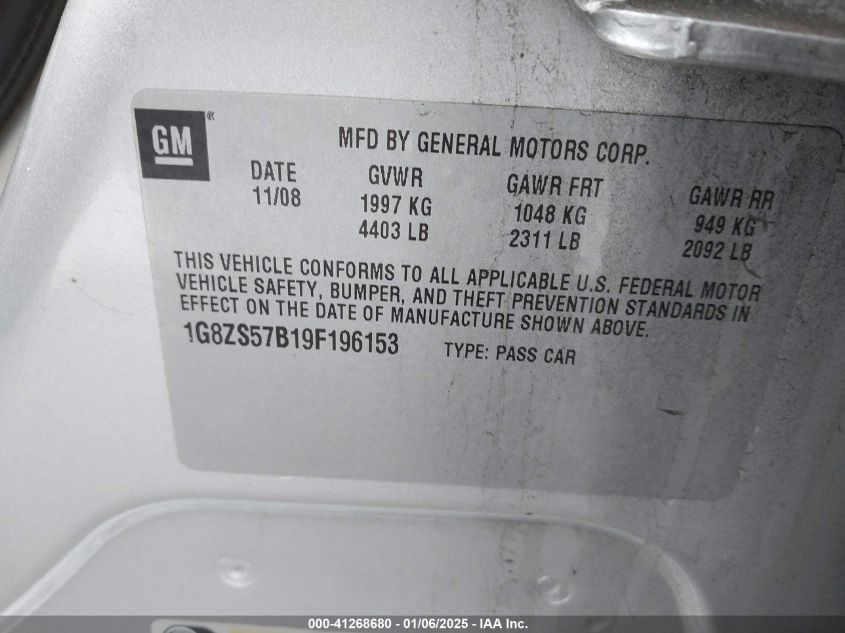 GM®
MFD BY GENERAL MOTORS CORP.
DATE GVWR GAWR FRT GAWR RR
11/08 1997 KG 1048 KG 949 KG
4403 LB 2311 LB 2092 LB
THIS VEHICLE CONFORMS TO ALL APPLICABLE U.S. FEDERAL MOTOR
VEHICLE SAFETY, BUMPER, AND THEFT PREVENTION STANDARDS IN
EFFECT ON THE DATE OF MANUFACTURE SHOWN ABOVE.
1G8ZS57B19F196153 TYPE: PASS CAR
000-41268680 - 01/06/2025 - IAA Inc.